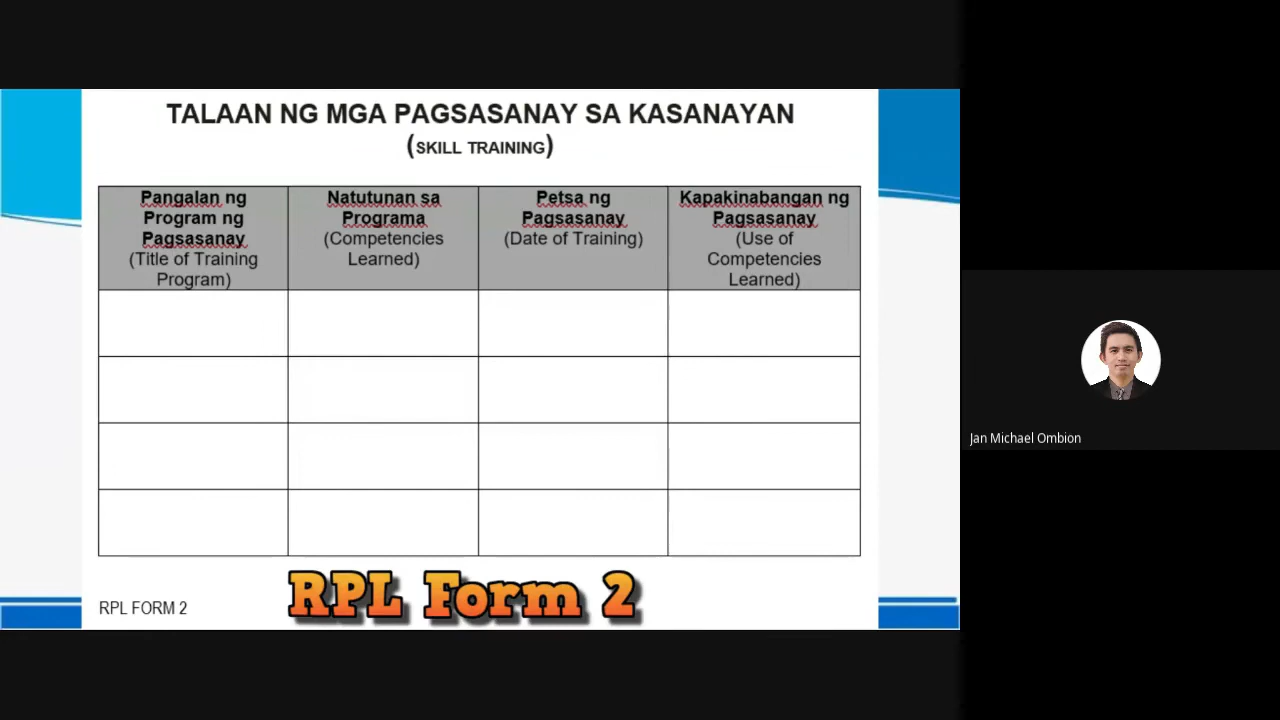 TALAAN NG MGA PAGSASANAY SA KASANAYAN
(SKILL TRAINING)
Pangalan ng
Program ng
Pagsasanay
(Title of Training
Program)
Natutunan sa
Programa
(Competencies
Learned)
Petsa ng
Pagsasanay
(Date of Training)
Kapakinabangan ng
Pagsasanay
(Use of
Competencies
Learned)
RPL FORM 2
RPL Form 2
Jan Michael Ombion